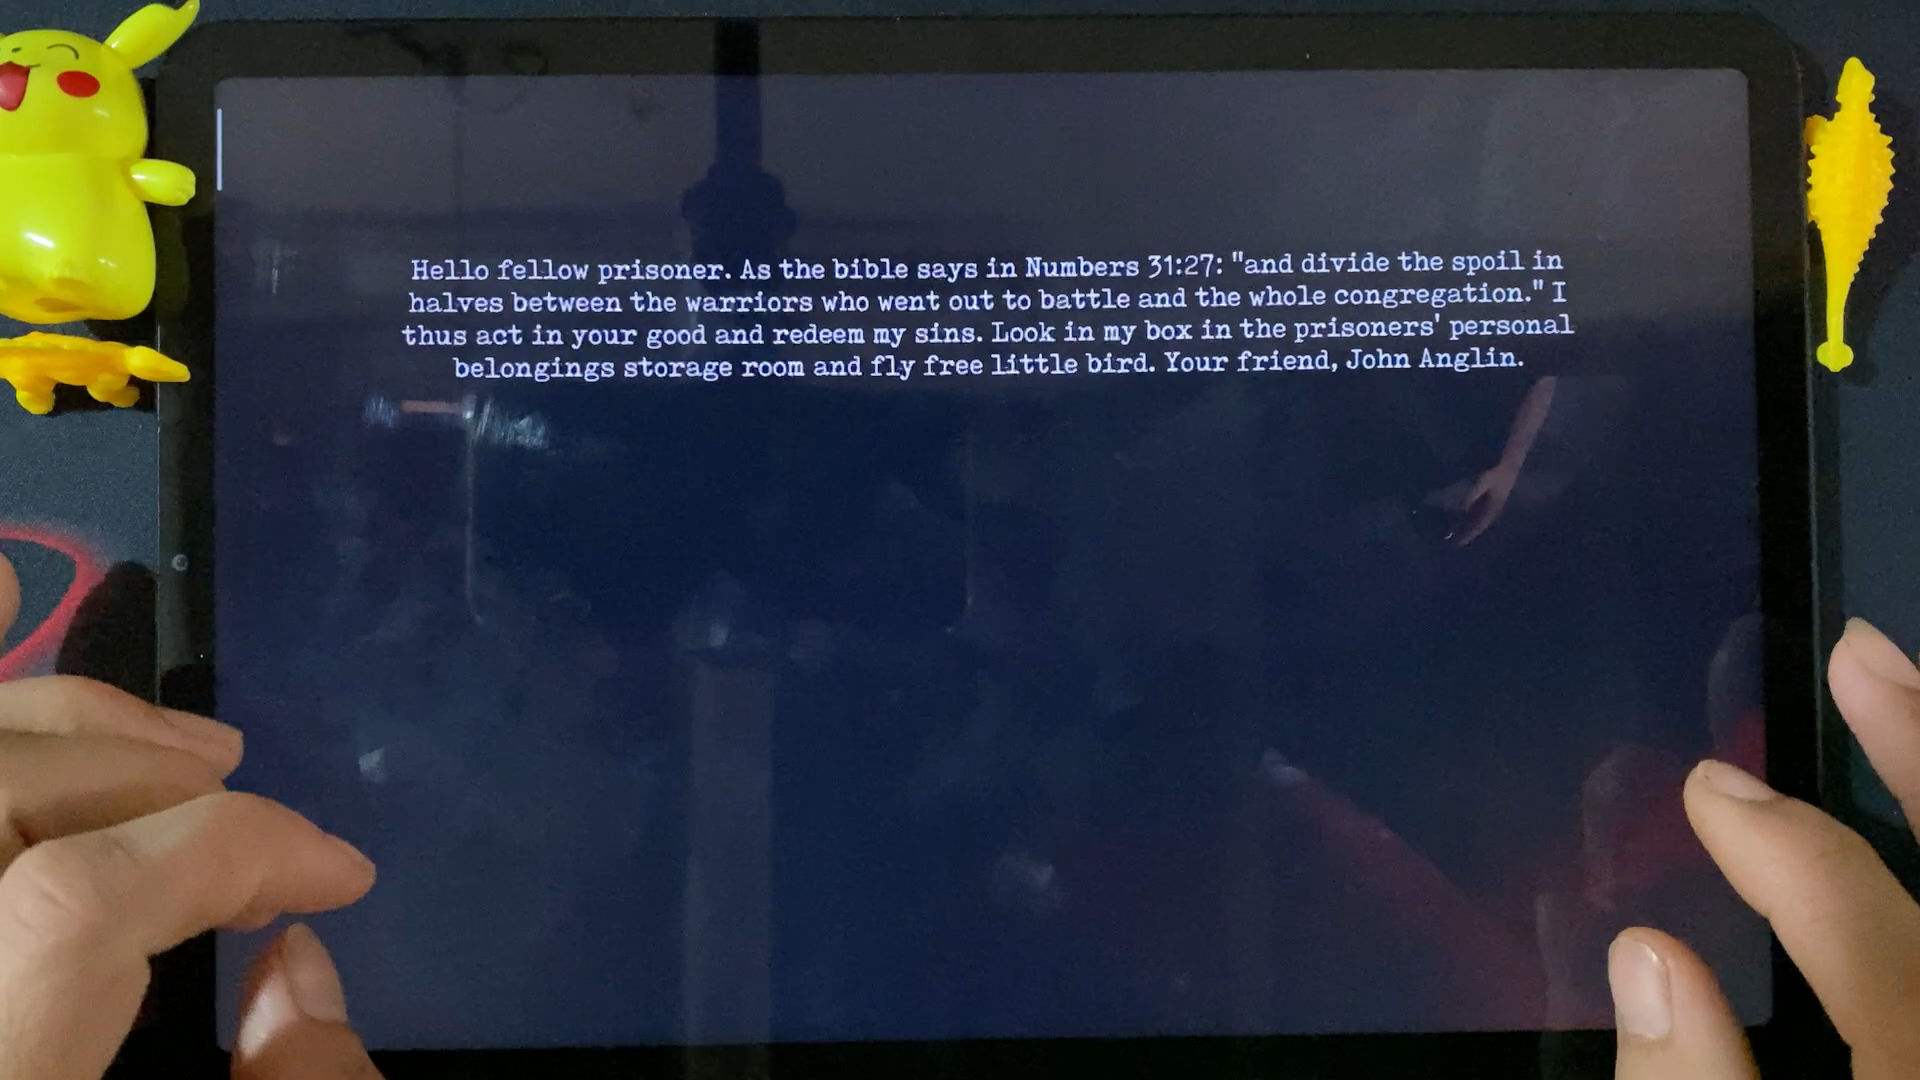 Hello fellow prisoner. As the bible says in Numbers 31:27: "and divide the spoil in
halves between the warriors who went out to battle and the whole congregation." I
thus act in your good and redeem my sins. Look in my box in the prisoners' personal
belongings storage room and fly free little bird. Your friend, John Anglin.